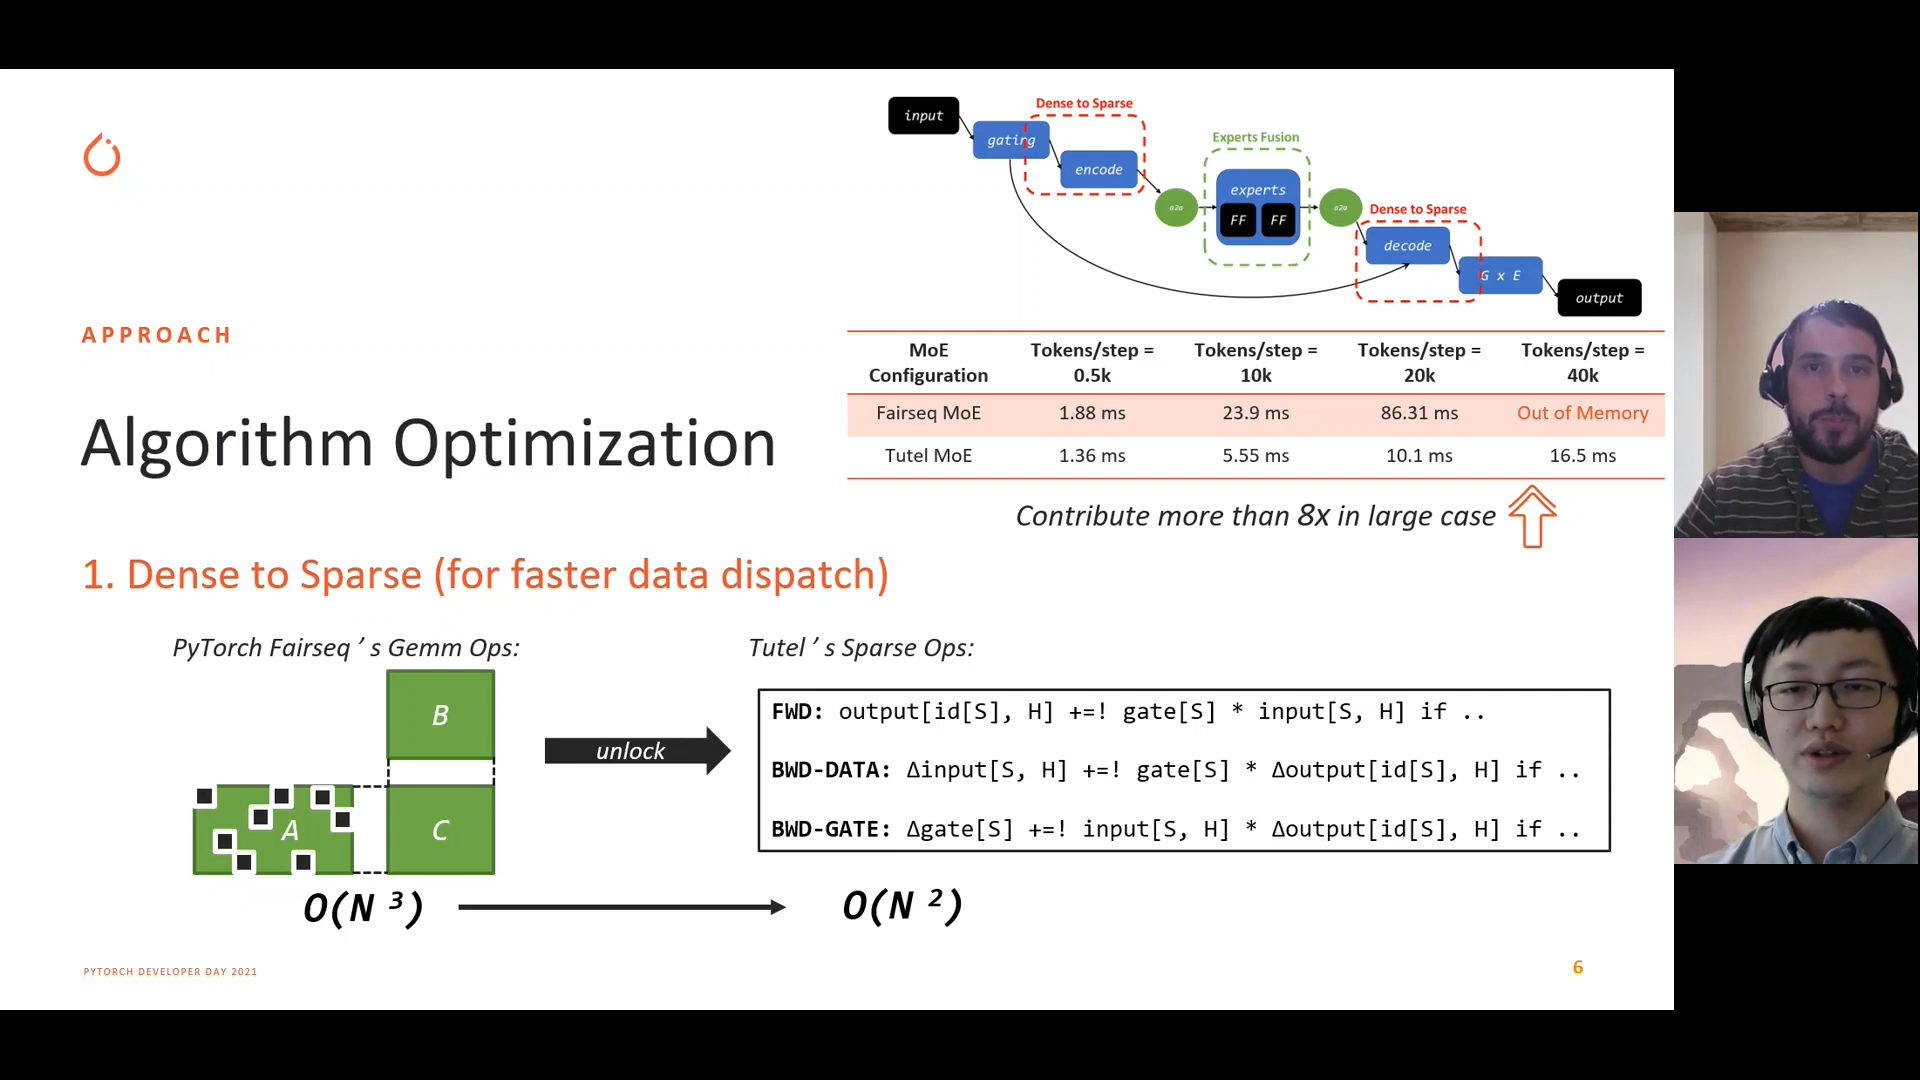 input
Dense to Sparse
gating
encode
Experts Fusion
a2a
experts
FF FF
a2a
Dense to Sparse
decode
G x E
output
APPROACH
Algorithm Optimization
MoE Configuration Tokens/step = 0.5k Tokens/step = 10k Tokens/step = 20k Tokens/step = 40k
Fairseq MoE 1.88 ms 23.9 ms 86.31 ms Out of Memory
Tutel MoE 1.36 ms 5.55 ms 10.1 ms 16.5 ms
Contribute more than 8x in large case
1. Dense to Sparse (for faster data dispatch)
PyTorch Fairseq ’ s Gemm Ops:
B
A
C
unlock
Tutel ’ s Sparse Ops:
FWD: output[id[S], H] +=! gate[S] * input[S, H] if ..
BWD-DATA: Δinput[S, H] +=! gate[S] * Δoutput[id[S], H] if ..
BWD-GATE: Δgate[S] +=! input[S, H] * Δoutput[id[S], H] if ..
O(N ³) O(N ²)
PYTORCH DEVELOPER DAY 2021
6